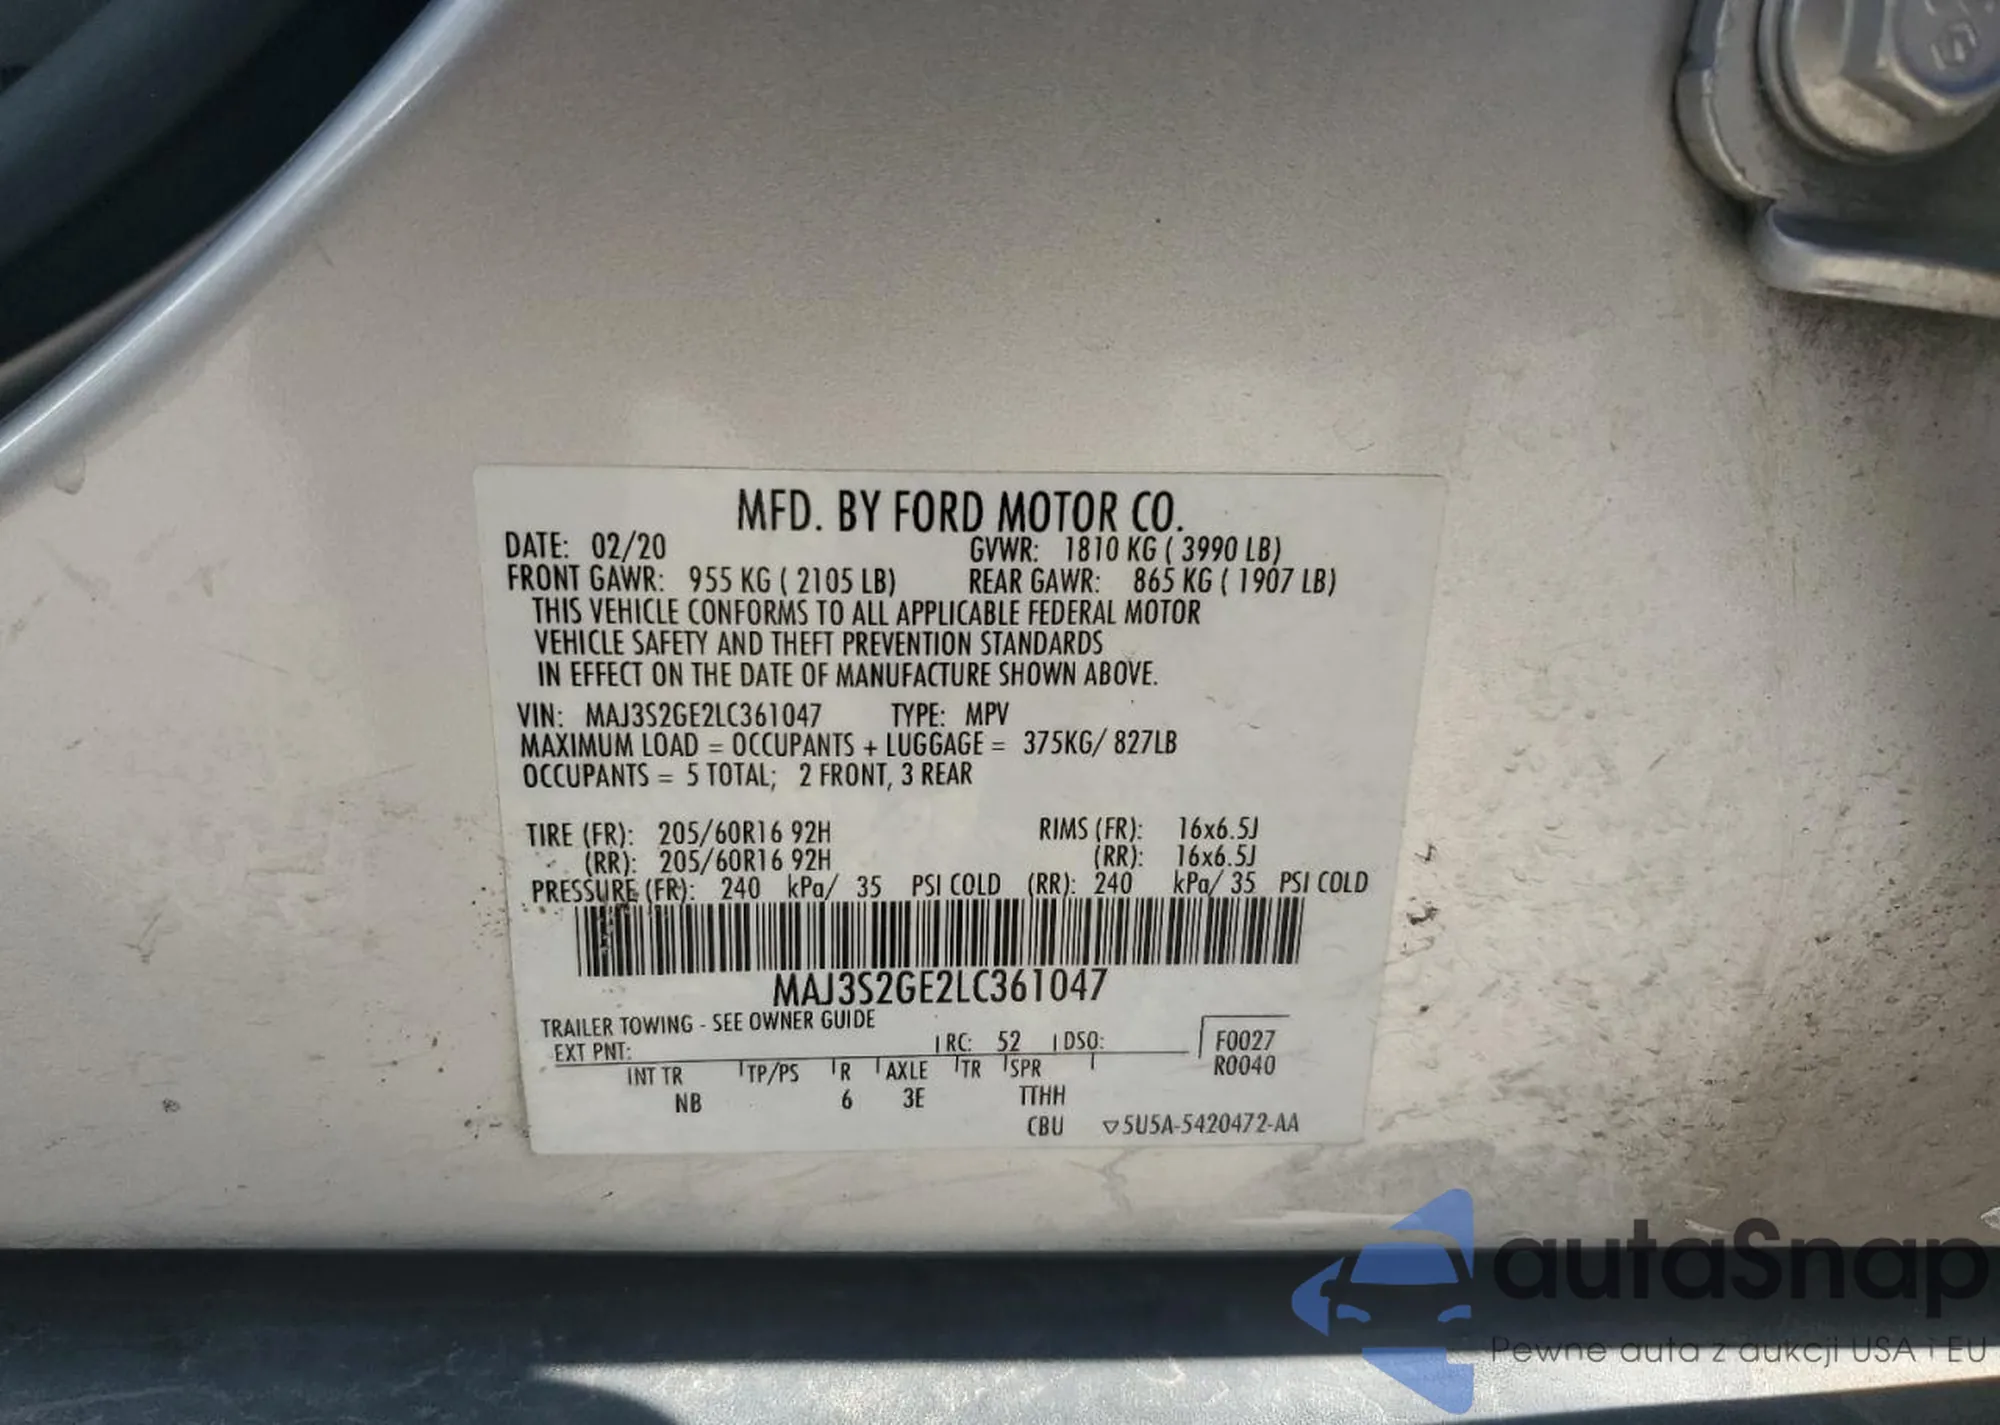 MFD. BY FORD MOTOR CO.
DATE: 02/20 GVWR: 1810 KG ( 3990 LB)
FRONT GAWR: 955 KG ( 2105 LB) REAR GAWR: 865 KG ( 1907 LB)
THIS VEHICLE CONFORMS TO ALL APPLICABLE FEDERAL MOTOR
VEHICLE SAFETY AND THEFT PREVENTION STANDARDS
IN EFFECT ON THE DATE OF MANUFACTURE SHOWN ABOVE.
VIN: MAJ3S2GE2LC361047 TYPE: MPV
MAXIMUM LOAD = OCCUPANTS + LUGGAGE = 375KG/ 827LB
OCCUPANTS = 5 TOTAL; 2 FRONT, 3 REAR
TIRE (FR): 205/60R16 92H RIMS (FR): 16x6.5J
(RR): 205/60R16 92H (RR): 16x6.5J
PRESSURE (FR): 240 kPa/ 35 PSI COLD (RR): 240 kPa/ 35 PSI COLD
MAJ3S2GE2LC361047
TRAILER TOWING - SEE OWNER GUIDE
EXT PNT: RC: 52 DSO: F0027
R0040
INT TR TP/PS R AXLE TR SPR
NB 6 3E TTHH
CBU ▽5U5A-5420472-AA
autaSnap
Pewne auta z aukcji USA i EU